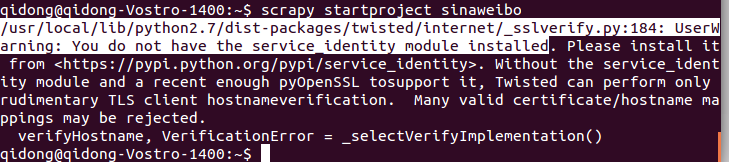 qidong@qidong-Vostro-1400:~$ scrapy startproject sinaweibo
/usr/local/lib/python2.7/dist-packages/twisted/internet/_sslverify.py:184: UserW
arning: You do not have the service_identity module installed. Please install it
 from <https://pypi.python.org/pypi/service_identity>. Without the service_ident
ity module and a recent enough pyOpenSSL tosupport it, Twisted can perform only
rudimentary TLS client hostnameverification.  Many valid certificate/hostname ma
ppings may be rejected.
  verifyHostname, VerificationError = _selectVerifyImplementation()
qidong@qidong-Vostro-1400:~$